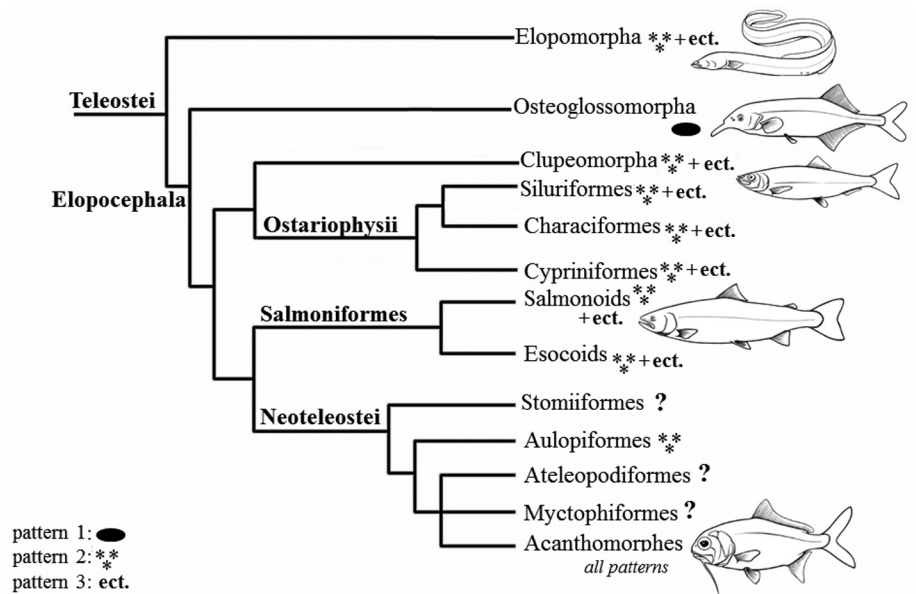 Elopomorpha *** + ect.
Teleostei
Osteoglossomorpha
Clupeomorpha *** + ect.
Elopocephala
Siluriformes *** + ect.
Ostariophysii
Characiformes *** + ect.
Cypriniformes *** + ect.
Salmonoids ***
+ ect.
Salmoniformes
Esocoids *** + ect.
Stomiiformes ?
Neoteleostei
Aulopiformes ***
Ateleopodiformes ?
Myctophiformes ?
Acanthomorphes
all patterns
pattern 1:
pattern 2: ***
pattern 3: ect.